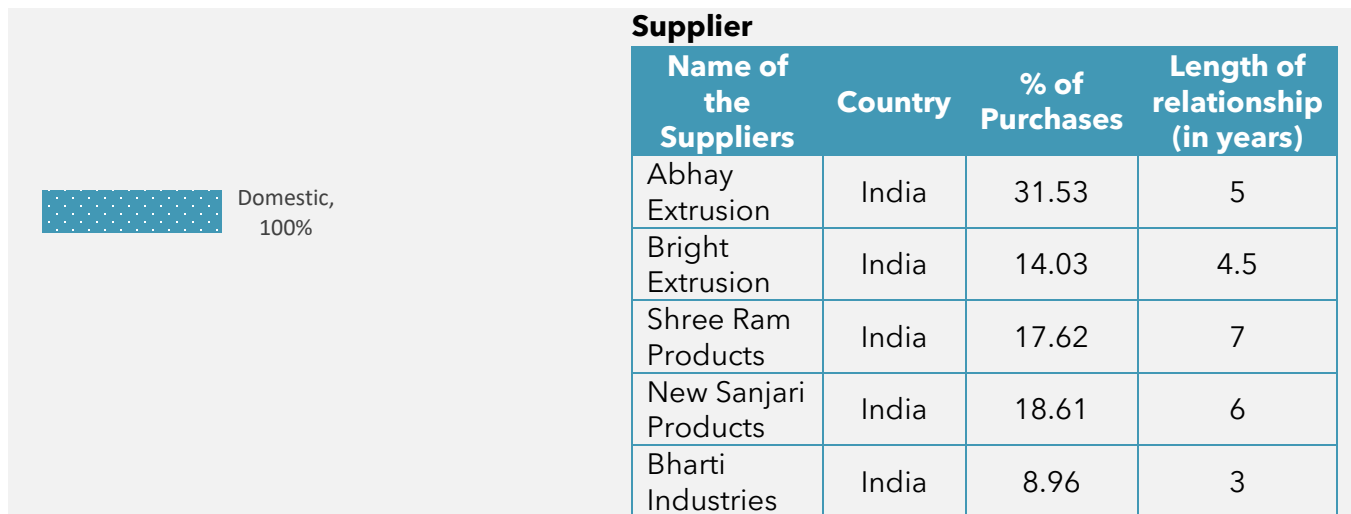 Domestic,
100%
Supplier
Name of
the
Suppliers
Country
% of
Purchases
Length of
relationship
(in years)
Abhay
Extrusion
India
31.53
5
Bright
Extrusion
India
14.03
4.5
Shree Ram
Products
India
17.62
7
New Sanjari
Products
India
18.61
6
Bharti
Industries
India
8.96
3